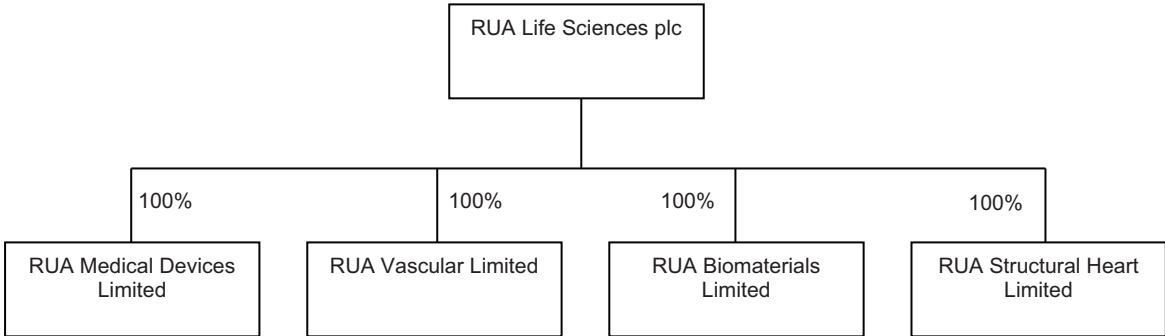 RUA Life Sciences plc
100%
100%
100%
100%
RUA Medical Devices
Limited
RUA Vascular Limited
RUA Biomaterials
Limited
RUA Structural Heart
Limited